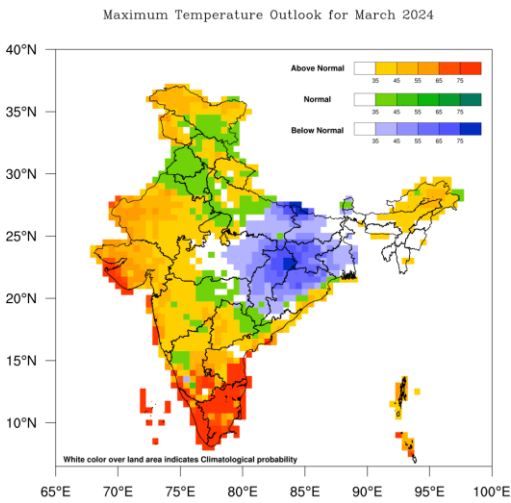 Maximum Temperature Outlook for March 2024
40°N
Above Normal
35 45 55 65 75
35°N
Normal
35 45 55 65 75
Below Normal
35 45 55 65 75
30°N
25°N
20°N
15°N
10°N
White color over land area indicates Climatological probability
65°E 70°E 75°E 80°E 85°E 90°E 95°E 100°E